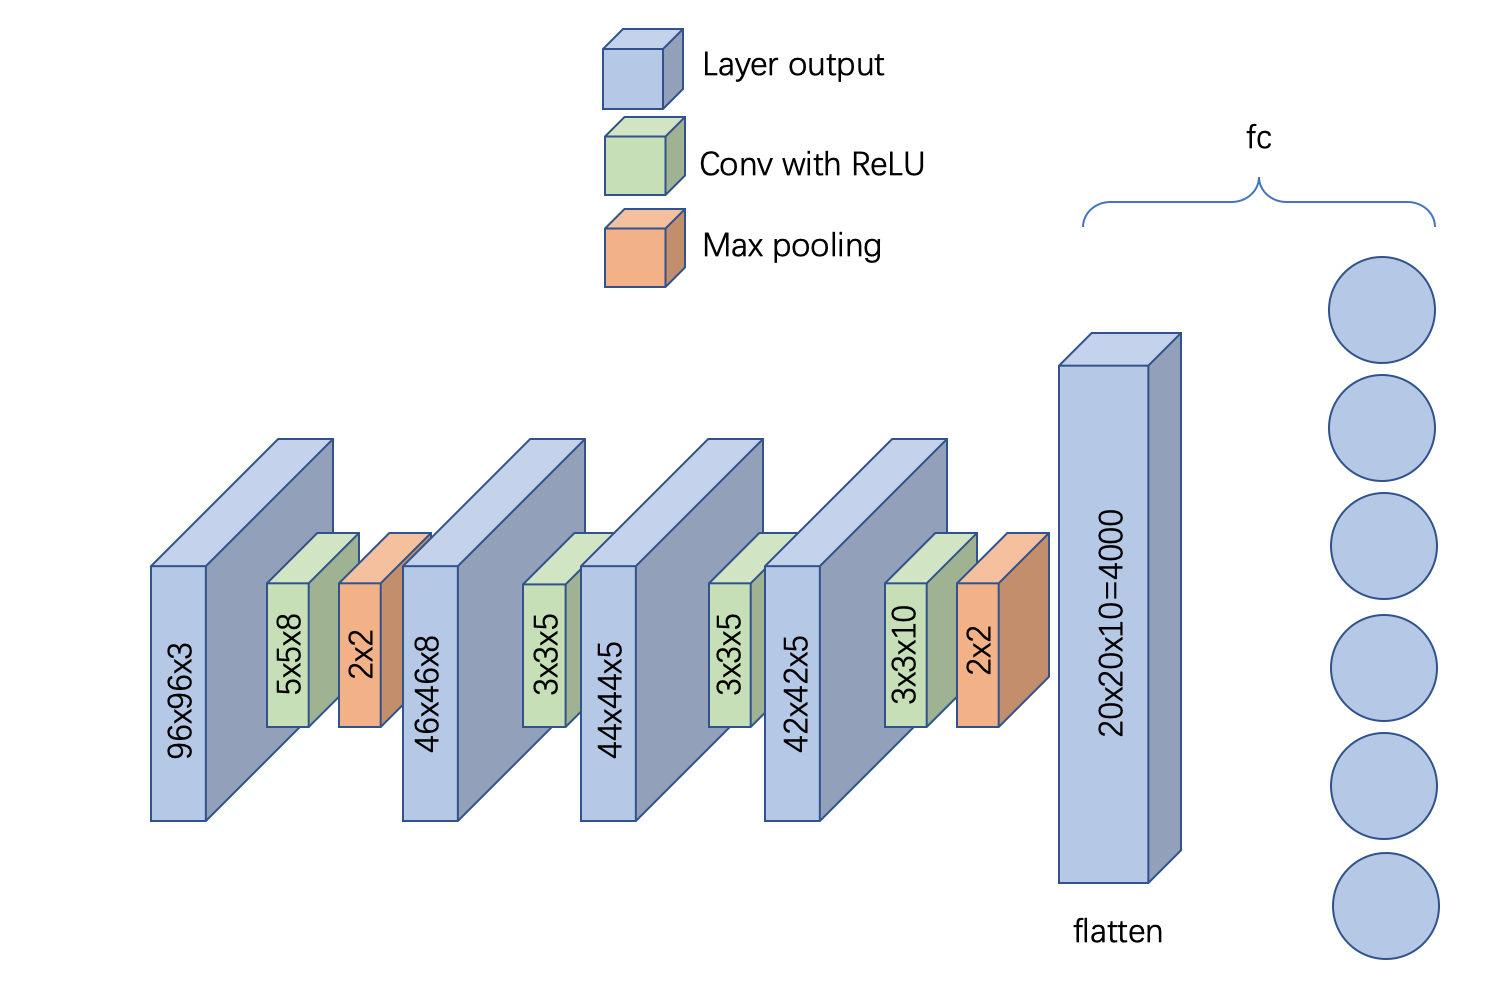 Layer output
Conv with ReLU
Max pooling
fc
96x96x3
5x5x8
2x2
46x46x8
3x3x5
44x44x5
3x3x5
42x42x5
3x3x10
2x2
20x20x10=4000
flatten